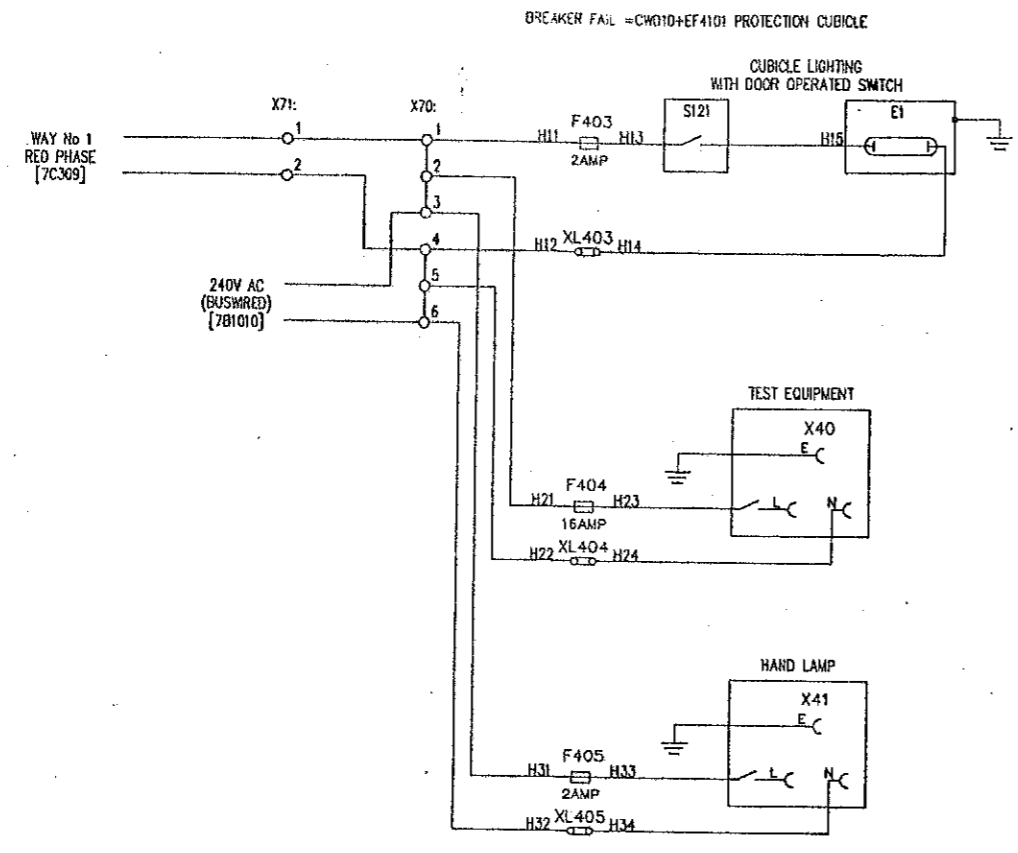 BREAKER FAIL =CW010+EF4101 PROTECTION CUBICLE
CUBICLE LIGHTING
WITH DOOR OPERATED SWITCH
X71:
X70:
WAY No 1
RED PHASE
[7C309]
1
2
1
2
3
4
5
6
H11
F403
2AMP
H13
S121
H15
E1
H12
XL403
H14
240V AC
(BUSWIRED)
[7B1010]
TEST EQUIPMENT
X40
E
L
N
H21
F404
16AMP
H23
H22
XL404
H24
HAND LAMP
X41
E
L
N
H31
F405
2AMP
H33
H32
XL405
H34